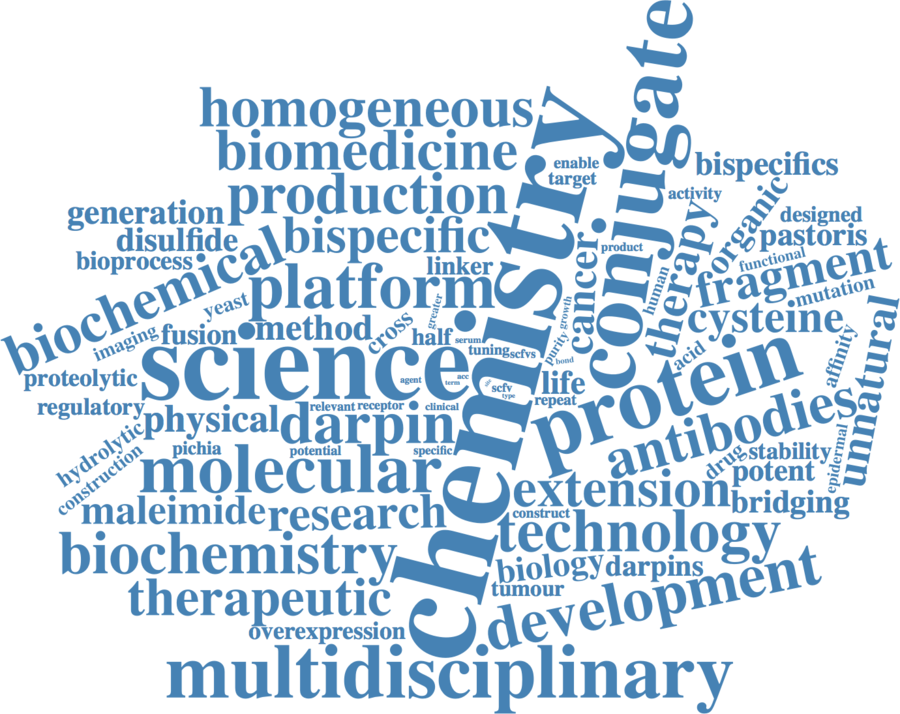 conjugate
homogeneous
chemistry
biomedicine
enable
target
bispecifics
production
activity
organic
generation
designed
disulfide
bispecific
cancer
product
therapy
pastoris
bioprocess
biochemical
linker
functional
fragment
human
platform
yeast
greater
mutation
imaging
fusion
method
cross
half
serum
purity
growth
cysteine
unnatural
science
tuning
scfvs
bond
acid
affinity
proteolytic
agent
acc
term
scfv
type
life
protein
repeat
regulatory
physical
darpin
relevant
receptor
clinical
antibodies
hydrolytic
pichia
potential
specific
drug
stability
epidermal
construction
molecular
potent
extension
bridging
maleimide
research
construct
technology
biochemistry
biology
darpins
therapeutic
tumour
development
overexpression
multidisciplinary